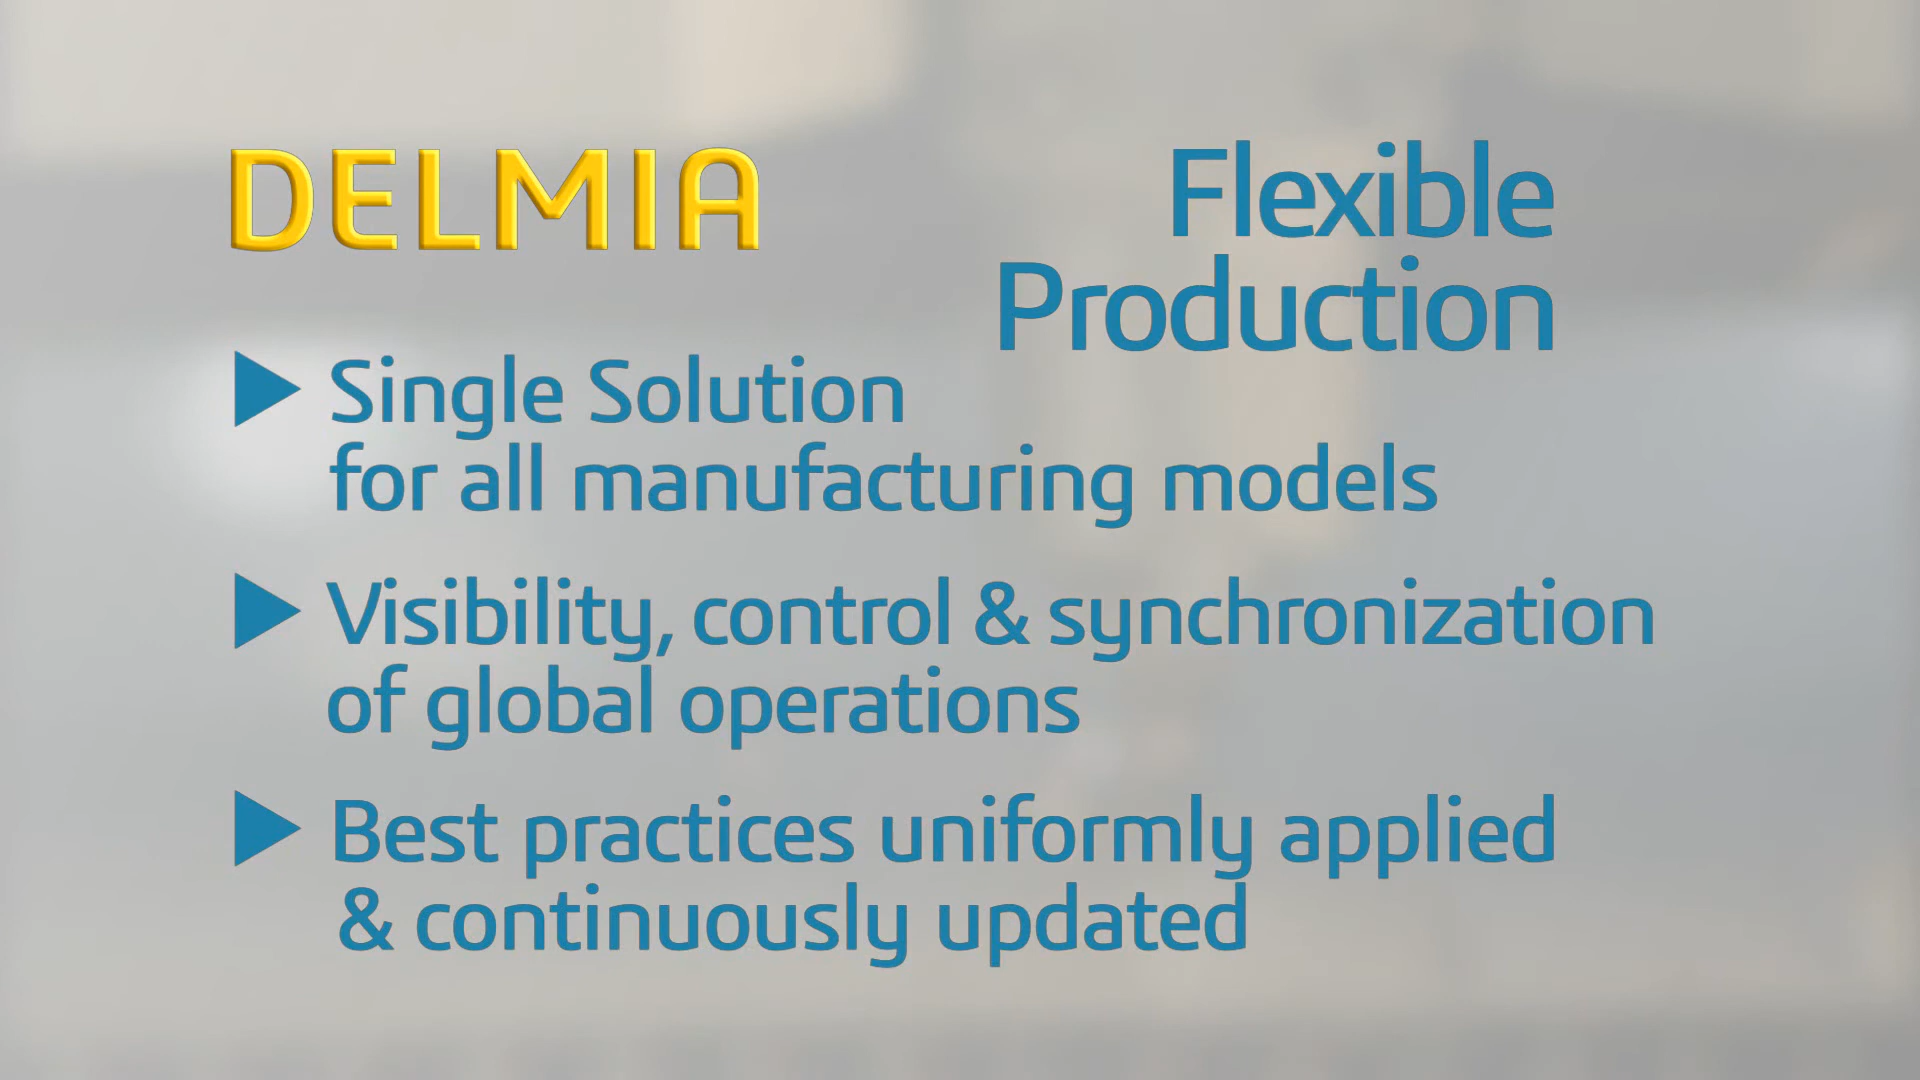 DELMIA
Flexible
Production
Single Solution
for all manufacturing models
Visibility, control & synchronization
of global operations
Best practices uniformly applied
& continuously updated